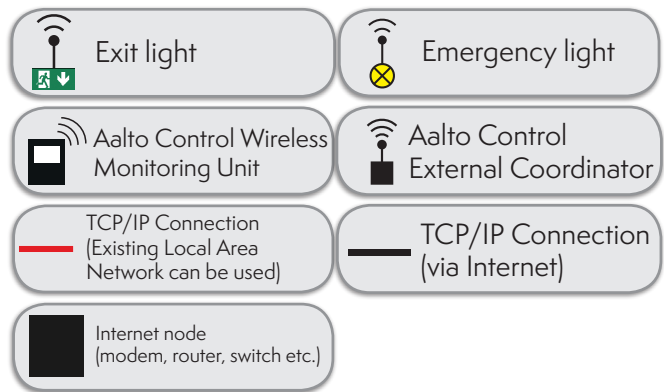 Exit light
Emergency light
Aalto Control Wireless
Monitoring Unit
Aalto Control
External Coordinator
TCP/IP Connection
(Existing Local Area
Network can be used)
TCP/IP Connection
(via Internet)
Internet node
(modem, router, switch etc.)